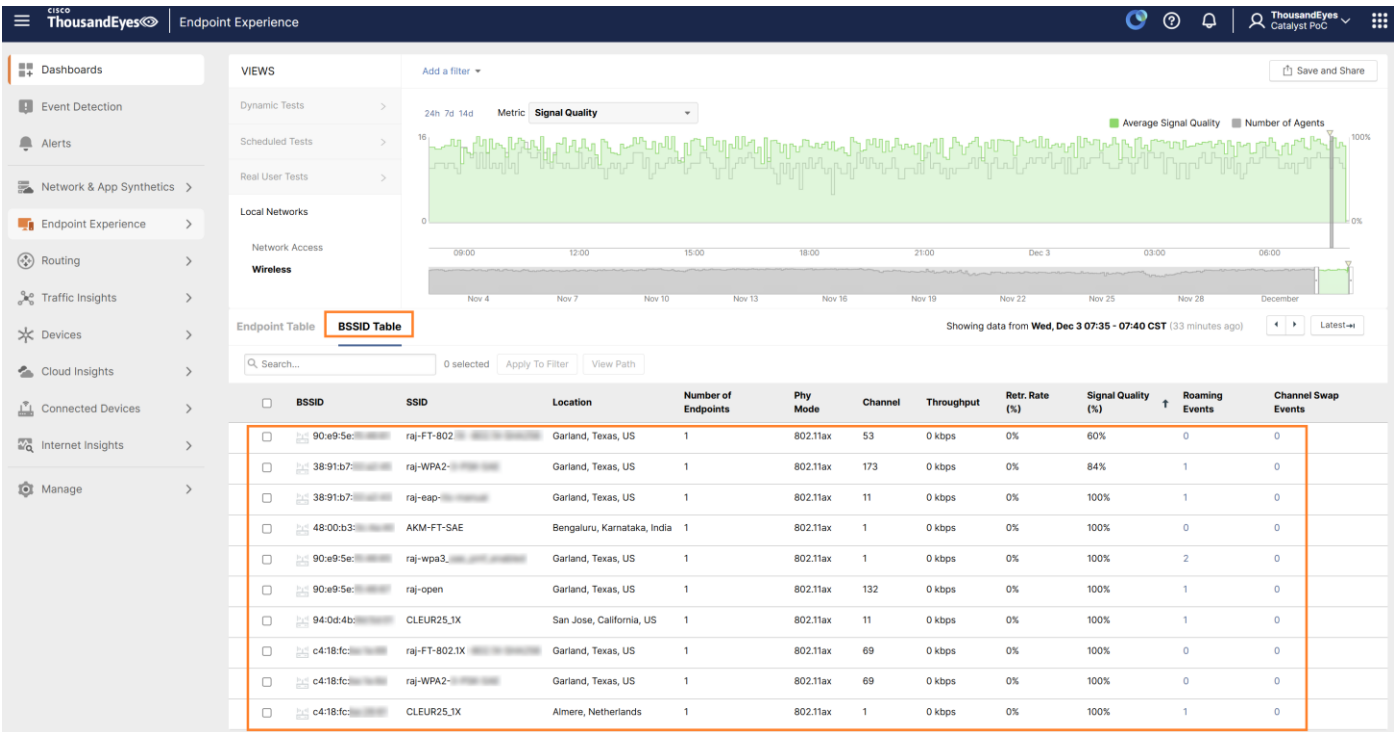 CISCO
ThousandEyes
Endpoint Experience
ThousandEyes
Catalyst PoC
Dashboards
Event Detection
Alerts
Network & App Synthetics
Endpoint Experience
Routing
Traffic Insights
Devices
Cloud Insights
Connected Devices
Internet Insights
Manage
VIEWS
Dynamic Tests
Scheduled Tests
Real User Tests
Local Networks
Network Access
Wireless
Add a filter
Save and Share
24h 7d 14d Metric Signal Quality
Average Signal Quality Number of Agents
16 100%
0 0%
09:00 12:00 15:00 18:00 21:00 Dec 3 03:00 06:00
Nov 4 Nov 7 Nov 10 Nov 13 Nov 16 Nov 19 Nov 22 Nov 25 Nov 28 December
Endpoint Table BSSID Table
Showing data from Wed, Dec 3 07:35 - 07:40 CST (33 minutes ago) Latest
Search... 0 selected Apply To Filter View Path
BSSID SSID Location Number of Endpoints Phy Mode Channel Throughput Retr. Rate (%) Signal Quality (%) Roaming Events Channel Swap Events
90:e9:5e: raj-FT-802 Garland, Texas, US 1 802.11ax 53 0 kbps 0% 60% 0 0
38:91:b7: raj-WPA2- Garland, Texas, US 1 802.11ax 173 0 kbps 0% 84% 1 0
38:91:b7: raj-eap- Garland, Texas, US 1 802.11ax 11 0 kbps 0% 100% 1 0
48:00:b3: AKM-FT-SAE Bengaluru, Karnataka, India 1 802.11ax 1 0 kbps 0% 100% 0 0
90:e9:5e: raj-wpa3_ Garland, Texas, US 1 802.11ax 1 0 kbps 0% 100% 2 0
90:e9:5e: raj-open Garland, Texas, US 1 802.11ax 132 0 kbps 0% 100% 1 0
94:0d:4b: CLEUR25_1X San Jose, California, US 1 802.11ax 11 0 kbps 0% 100% 1 0
c4:18:fc: raj-FT-802.1X Garland, Texas, US 1 802.11ax 69 0 kbps 0% 100% 0 0
c4:18:fc: raj-WPA2- Garland, Texas, US 1 802.11ax 69 0 kbps 0% 100% 0 0
c4:18:fc: CLEUR25_1X Almere, Netherlands 1 802.11ax 1 0 kbps 0% 100% 1 0